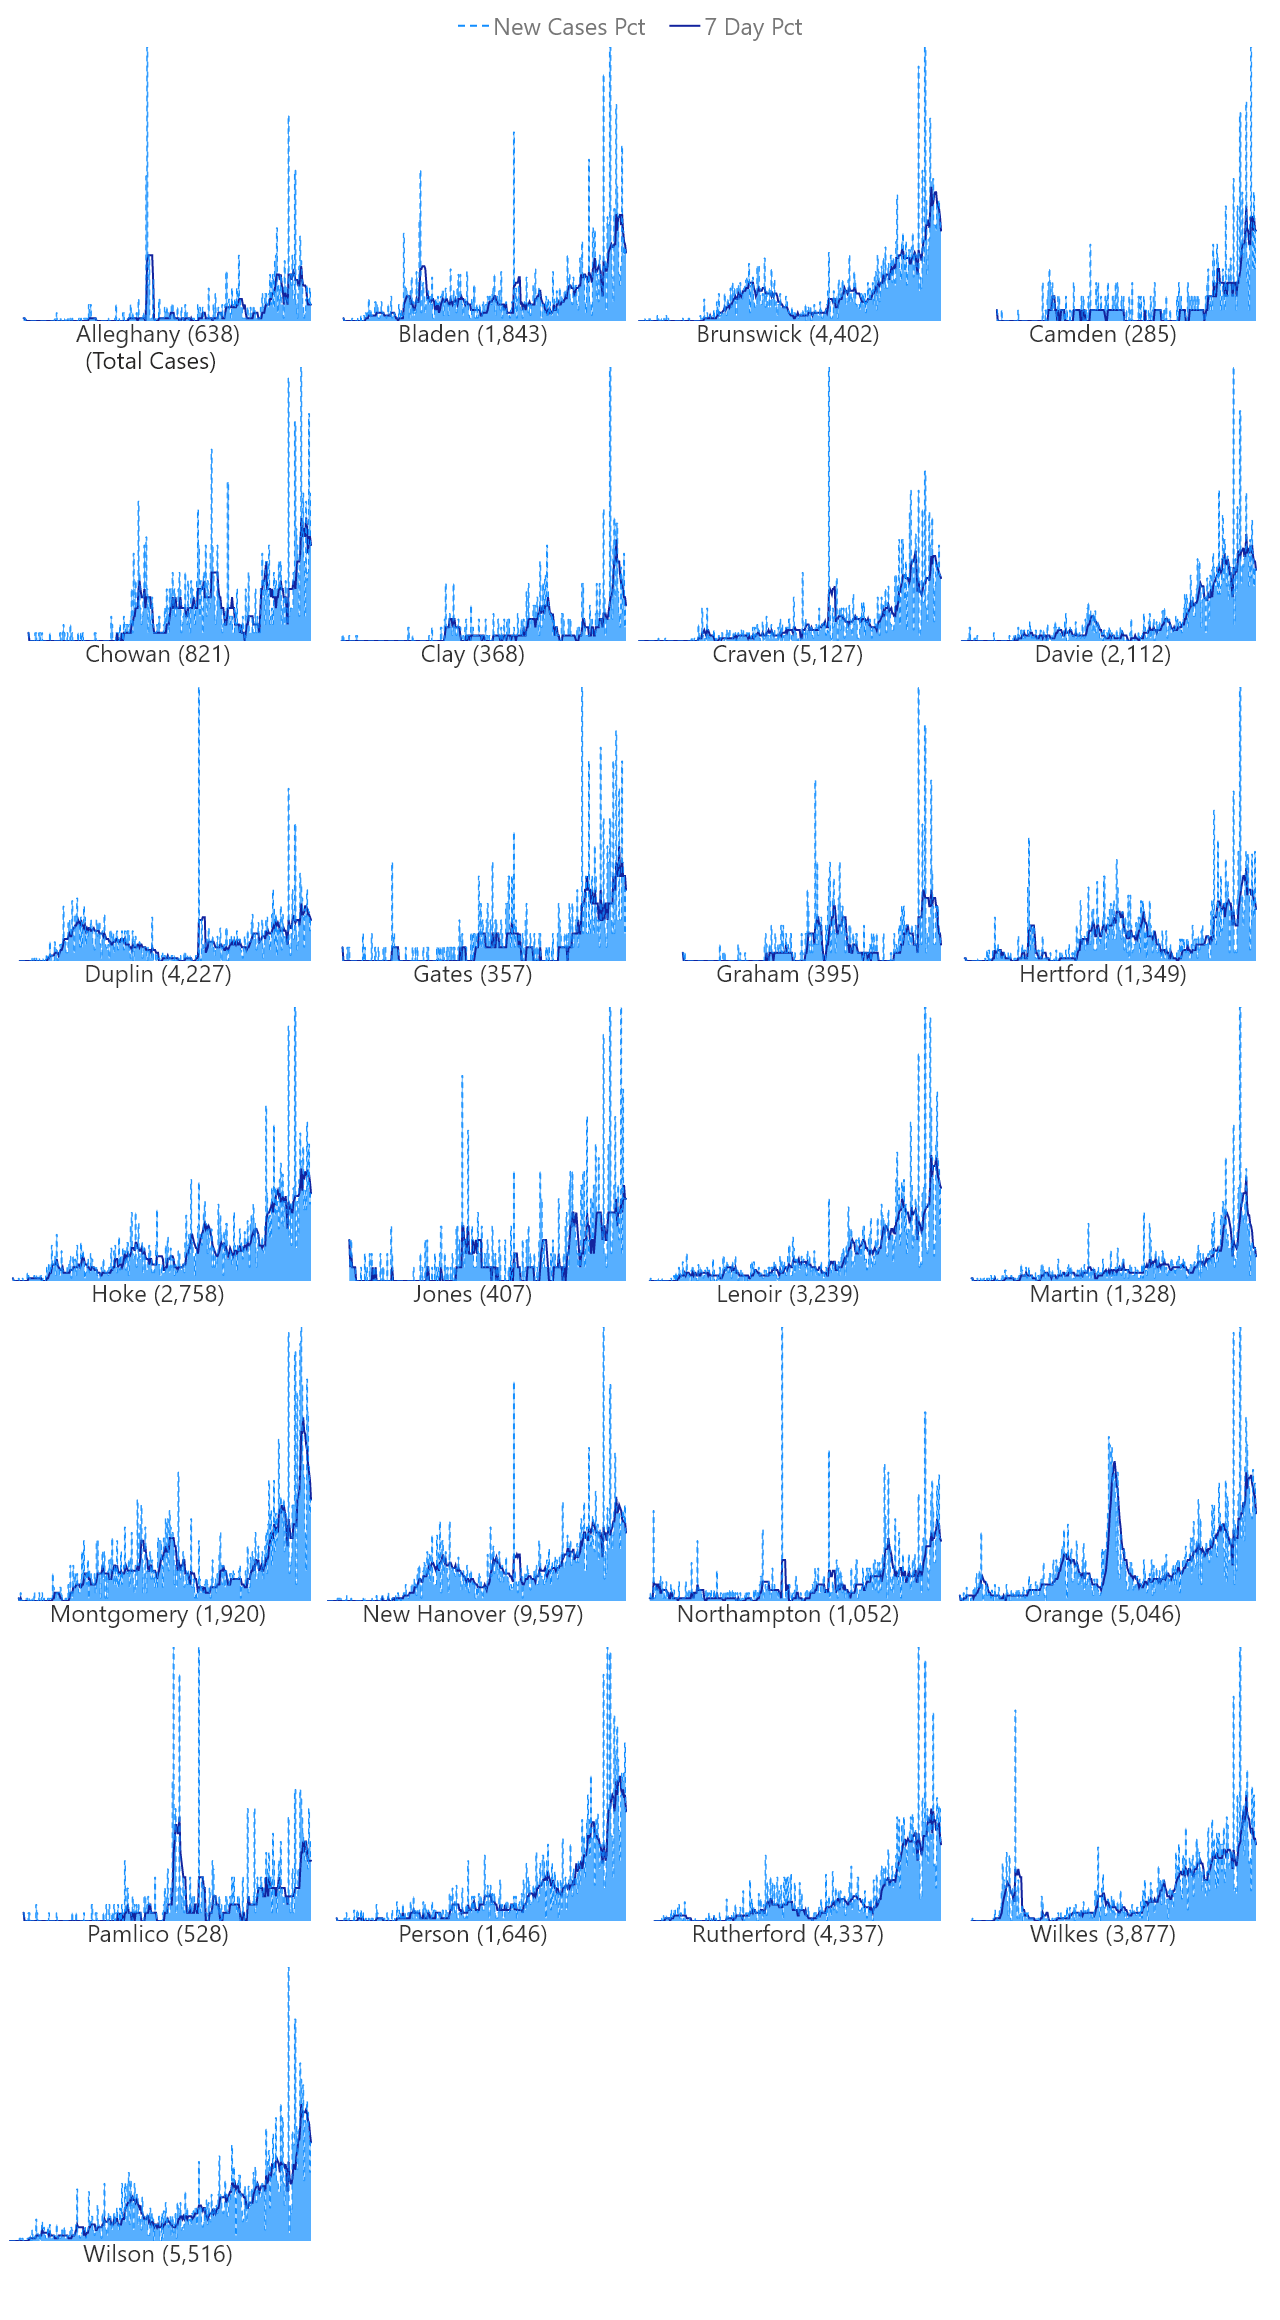 New Cases Pct 7 Day Pct
Alleghany (638) Bladen (1,843) Brunswick (4,402) Camden (285)
(Total Cases)
Chowan (821) Clay (368) Craven (5,127) Davie (2,112)
Duplin (4,227) Gates (357) Graham (395) Hertford (1,349)
Hoke (2,758) Jones (407) Lenoir (3,239) Martin (1,328)
Montgomery (1,920) New Hanover (9,597) Northampton (1,052) Orange (5,046)
Pamlico (528) Person (1,646) Rutherford (4,337) Wilkes (3,877)
Wilson (5,516)